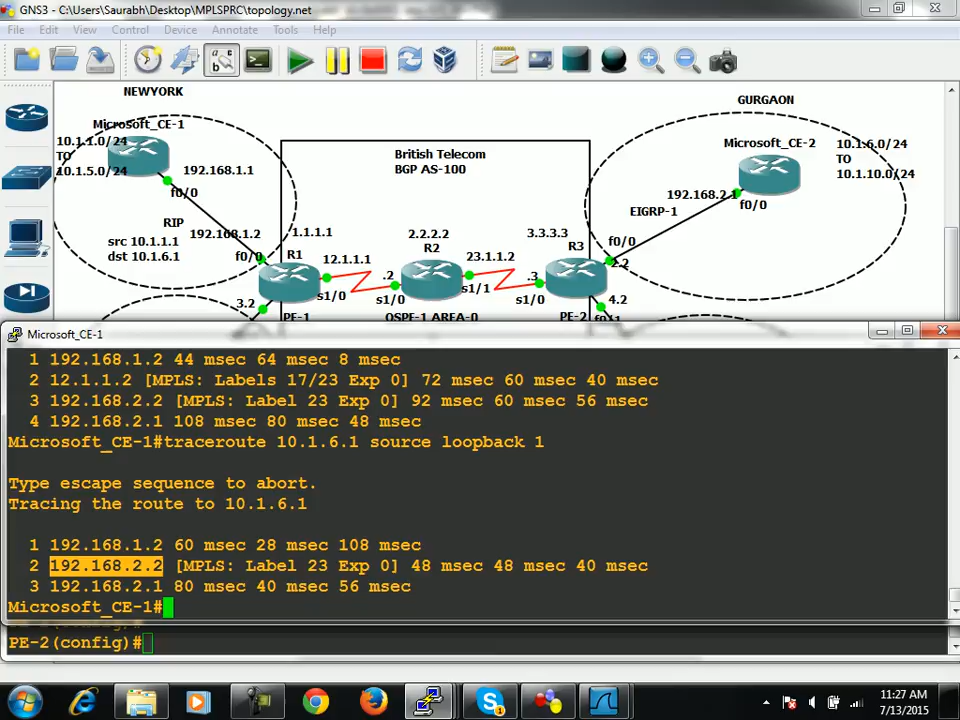 GNS3 - C:\Users\Saurabh\Desktop\MPLSPRC\topology.net
File Edit View Control Device Annotate Tools Help
NEWYORK
Microsoft_CE-1
10.1.1.0/24
TO
10.1.5.0/24
192.168.1.1
f0/0
RIP
src 10.1.1.1
dst 10.1.6.1
192.168.1.2
f0/0
British Telecom
BGP AS-100
1.1.1.1
R1
12.1.1.1
s1/0
3.2
PE-1
2.2.2.2
R2
.2
s1/0
23.1.1.2
s1/1
OSPF-1 AREA-0
3.3.3.3
R3
.3
s1/0
PE-2
f0/0
2.2
4.2
GURGAON
Microsoft_CE-2
10.1.6.0/24
TO
10.1.10.0/24
f0/0
EIGRP-1
Microsoft_CE-1
1 192.168.1.2 44 msec 64 msec 8 msec
2 12.1.1.2 [MPLS: Labels 17/23 Exp 0] 72 msec 60 msec 40 msec
3 192.168.2.2 [MPLS: Label 23 Exp 0] 92 msec 60 msec 56 msec
4 192.168.2.1 108 msec 80 msec 48 msec
Microsoft_CE-1#traceroute 10.1.6.1 source loopback 1
Type escape sequence to abort.
Tracing the route to 10.1.6.1
1 192.168.1.2 60 msec 28 msec 108 msec
2 192.168.2.2 [MPLS: Label 23 Exp 0] 48 msec 48 msec 40 msec
3 192.168.2.1 80 msec 40 msec 56 msec
Microsoft_CE-1#
PE-2(config)#
11:27 AM
7/13/2015